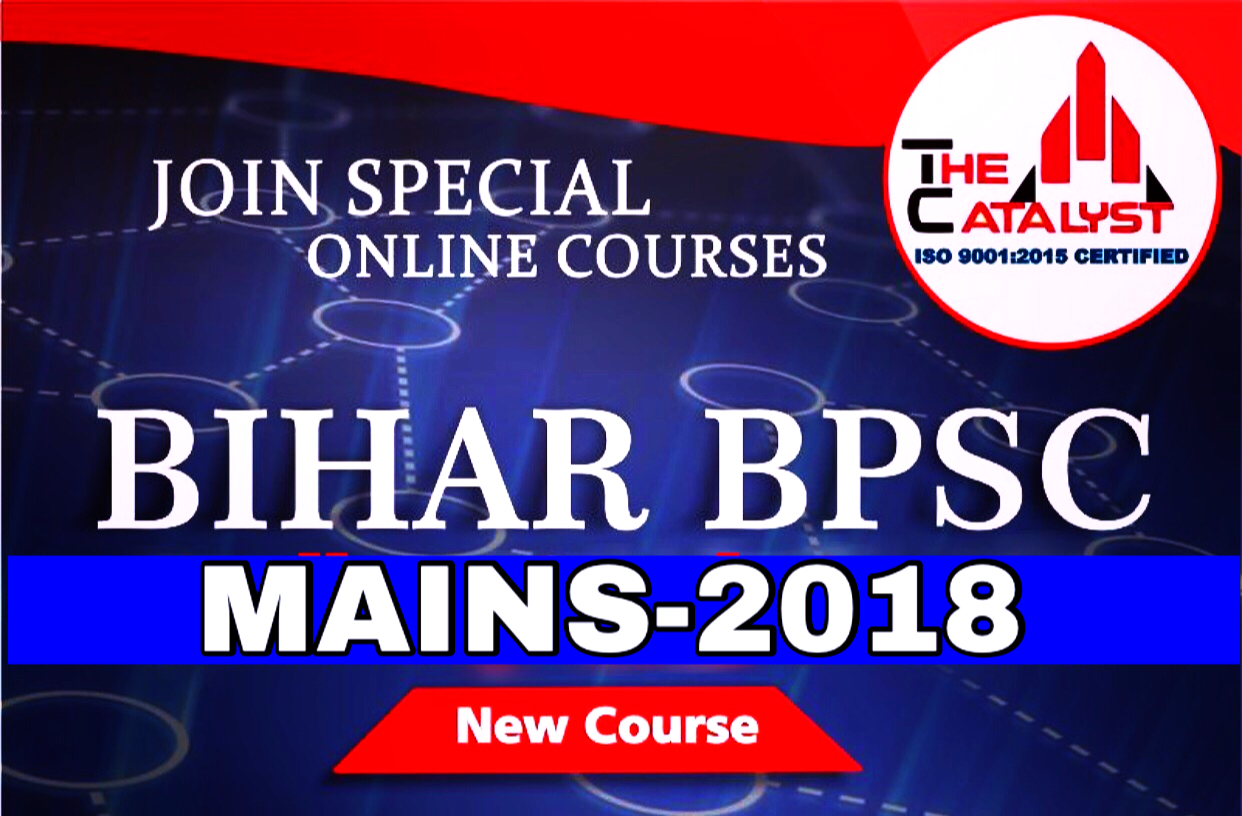 JOIN SPECIAL
ONLINE COURSES
THE
CATALYST
ISO 9001:2015 CERTIFIED
BIHAR BPSC
MAINS-2018
New Course